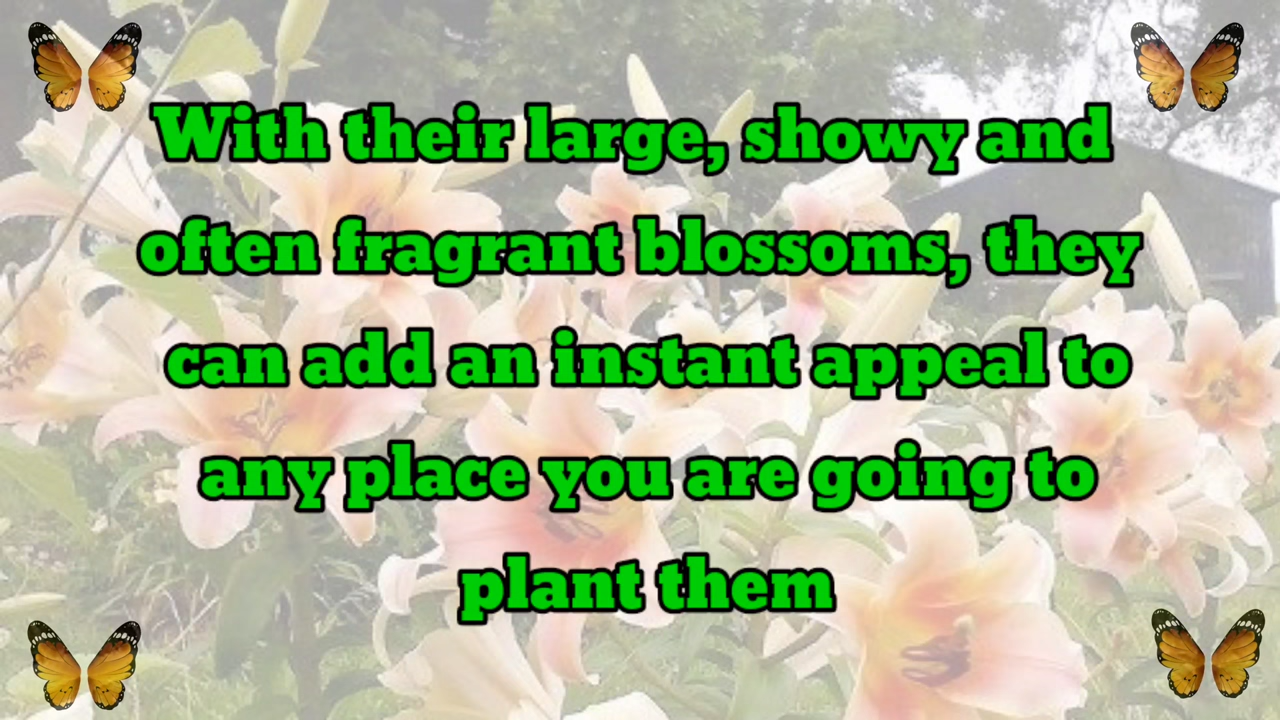 With their large, showy and
often fragrant blossoms, they
can add an instant appeal to
any place you are going to
plant them